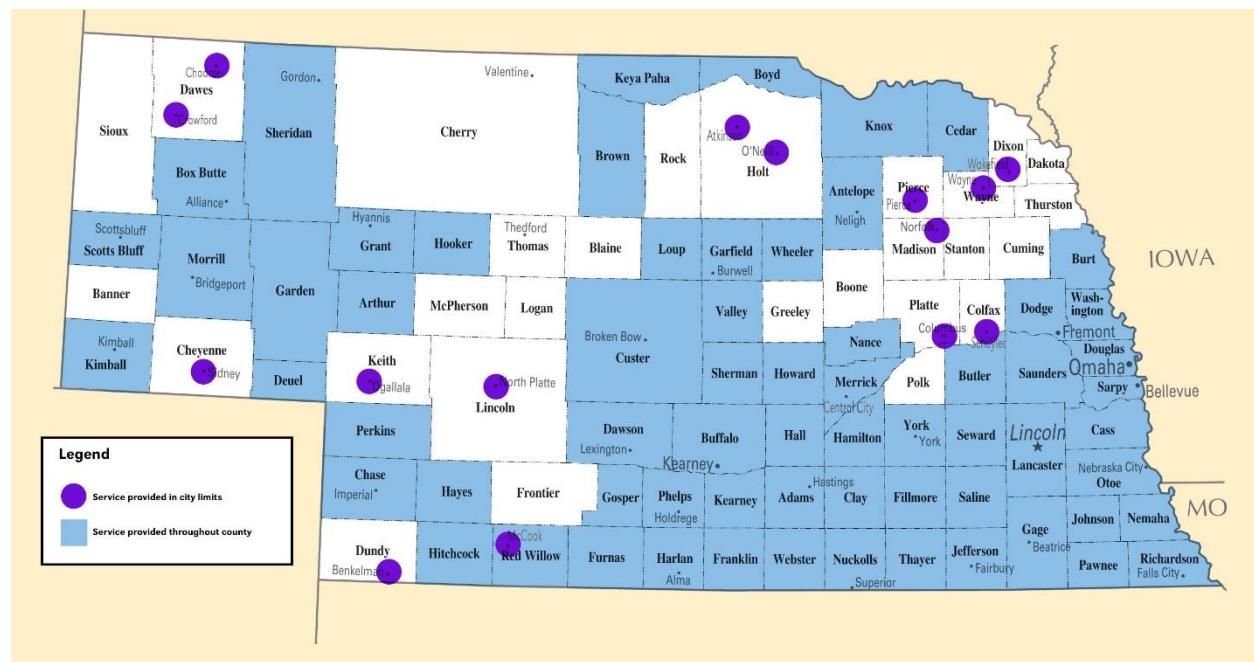 Chadron
Dawes
Crawford
Gordon
Valentine
Keya Paha
Boyd
Sioux
Sheridan
Cherry
Brown
Rock
Atkinson
O'Neill
Holt
Knox
Cedar
Dixon
Wakefield
Dakota
Box Butte
Alliance
Antelope
Neligh
Pierce
Pierce
Wayne
Wayne
Thurston
Scottsbluff
Scotts Bluff
Morrill
Bridgeport
Garden
Hyannis
Grant
Hooker
Thedford
Thomas
Blaine
Loup
Garfield
Burwell
Wheeler
Norfolk
Madison
Stanton
Cuming
Burt
IOWA
Banner
Arthur
McPherson
Logan
Valley
Greeley
Boone
Platte
Columbus
Colfax
Schuyler
Dodge
Wash-
ington
Fremont
Kimball
Kimball
Cheyenne
Sidney
Deuel
Keith
Ogallala
North Platte
Lincoln
Broken Bow
Custer
Sherman
Howard
Nance
Merrick
Central City
Polk
Butler
Saunders
Douglas
Omaha
Sarpy
Bellevue
Perkins
Dawson
Lexington
Buffalo
Kearney
Hall
Hamilton
York
York
Seward
Lincoln
Lancaster
Cass
Nebraska City
Otoe
Legend
Service provided in city limits
Service provided throughout county
Chase
Imperial
Hayes
Frontier
Gosper
Phelps
Holdrege
Kearney
Adams
Hastings
Clay
Fillmore
Saline
Gage
Beatrice
Johnson
Nemaha
MO
Dundy
Benkelman
Hitchcock
McCook
Red Willow
Furnas
Harlan
Alma
Franklin
Webster
Nuckolls
Superior
Thayer
Jefferson
Fairbury
Pawnee
Richardson
Falls City